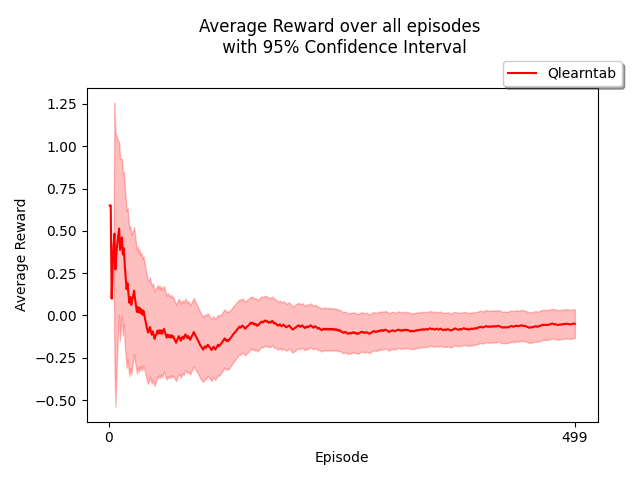 Average Reward over all episodes
with 95% Confidence Interval
Qlearntab
1.25
1.00
0.75
0.50
0.25
0.00
−0.25
−0.50
Average Reward
0
499
Episode